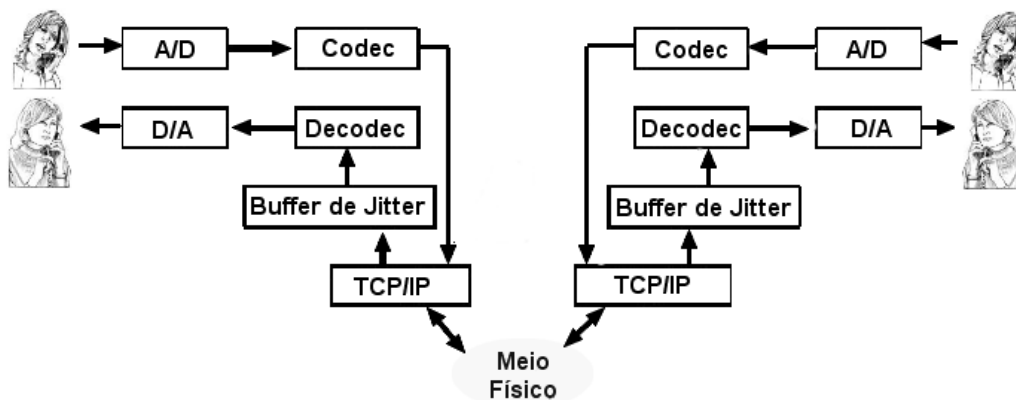 A/D
Codec
Codec
A/D
D/A
Decodec
Decodec
D/A
Buffer de Jitter
Buffer de Jitter
TCP/IP
TCP/IP
Meio
Físico